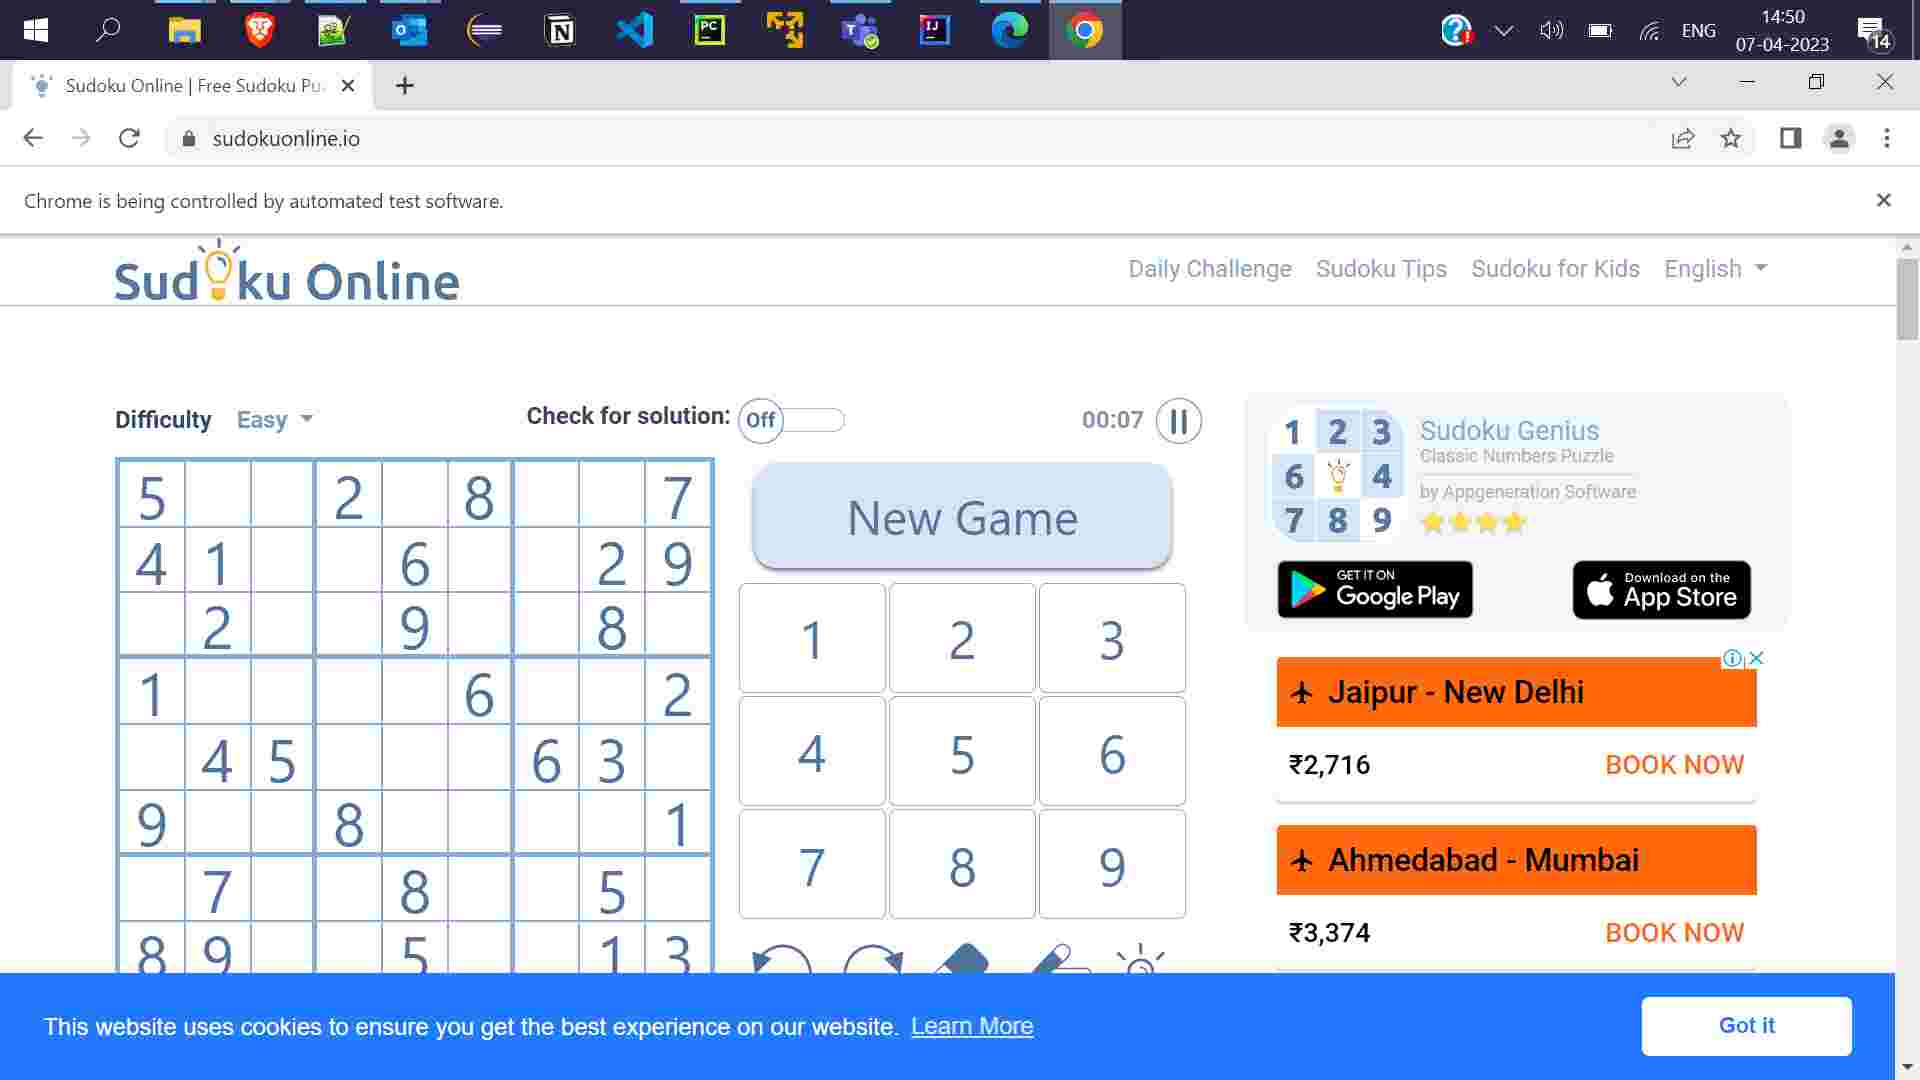 ENG
14:50
07-04-2023
14
Sudoku Online | Free Sudoku Pu
sudokuonline.io
Chrome is being controlled by automated test software.
Sudoku Online
Daily Challenge Sudoku Tips Sudoku for Kids English
Difficulty Easy
Check for solution: Off
00:07
5 2 8 7
4 1 6 2 9
2 9 8
1 6 2
4 5 6 3
9 8 1
7 8 5
8 9 5 1 3
New Game
1 2 3
4 5 6
7 8 9
1 2 3
6 4
7 8 9
Sudoku Genius
Classic Numbers Puzzle
by Appgeneration Software
GET IT ON
Google Play
Download on the
App Store
Jaipur - New Delhi
₹2,716 BOOK NOW
Ahmedabad - Mumbai
₹3,374 BOOK NOW
This website uses cookies to ensure you get the best experience on our website. Learn More
Got it